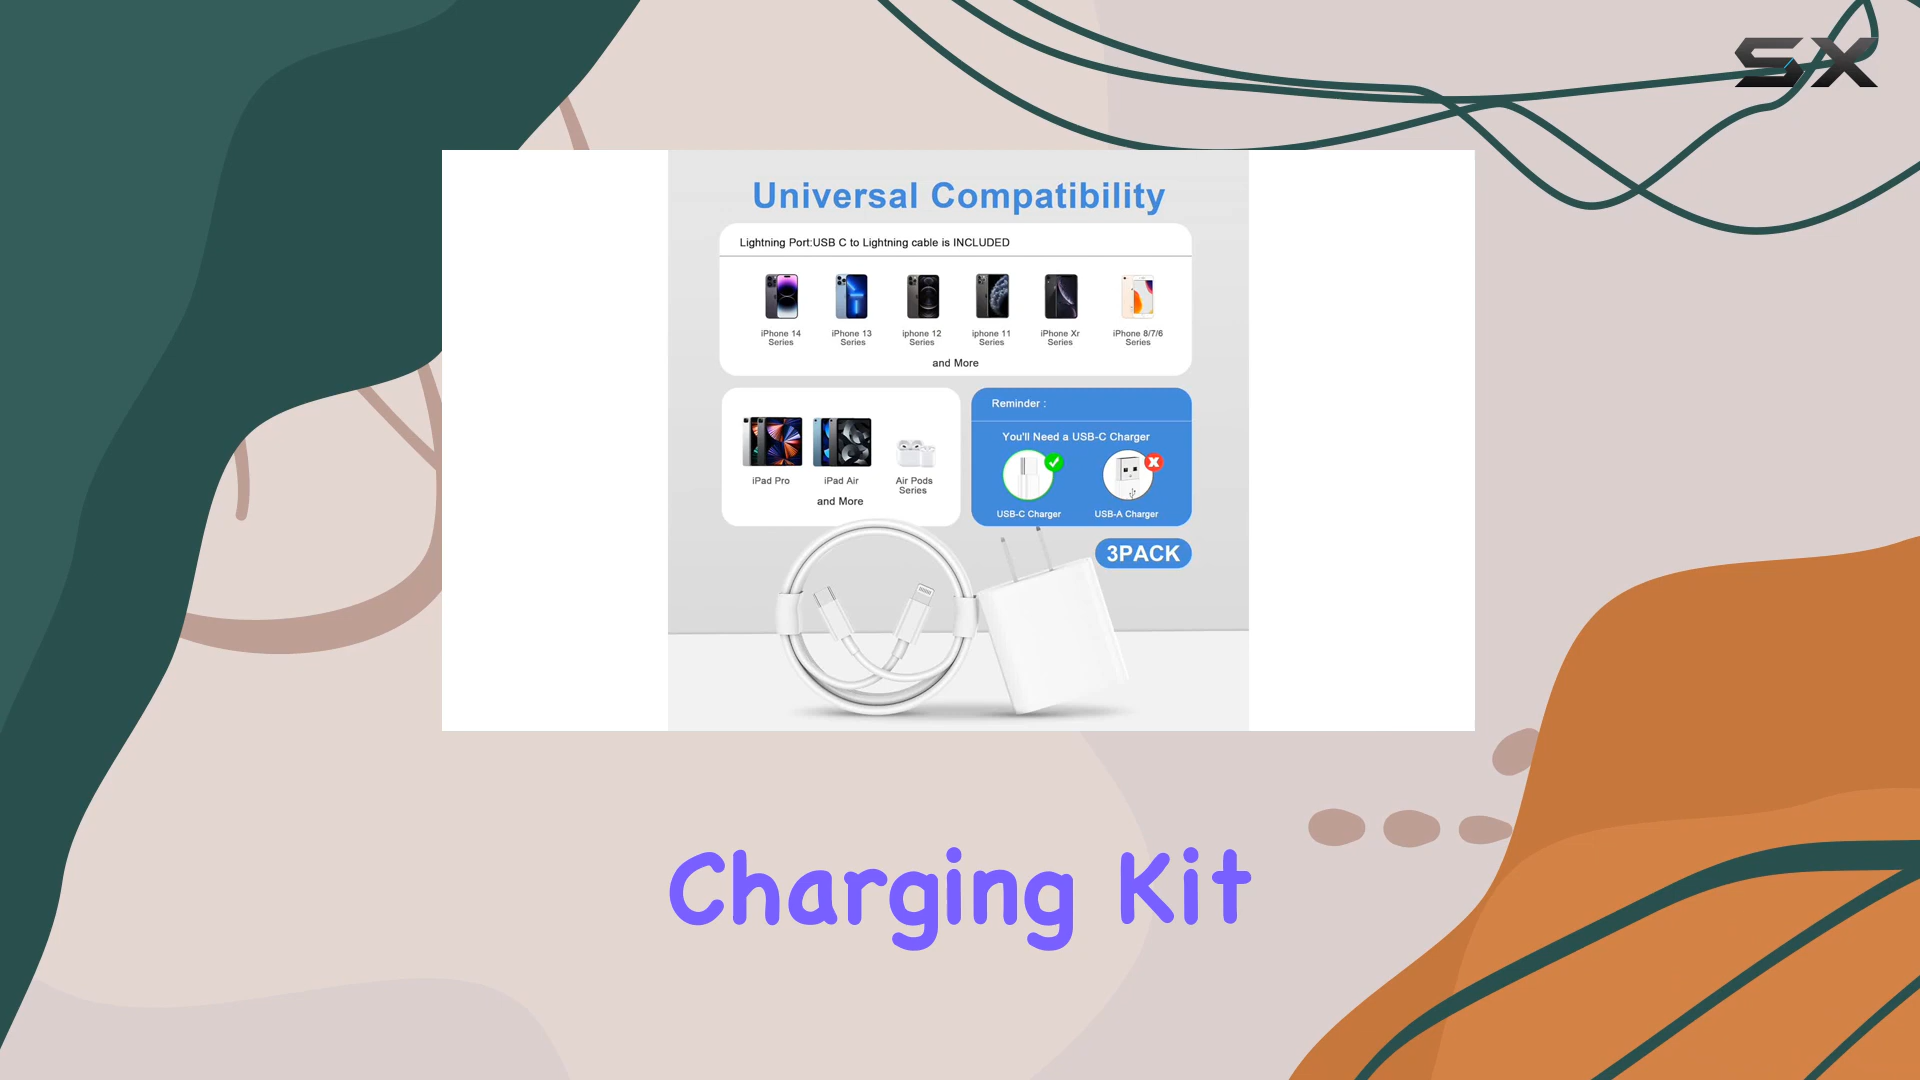 SX
Universal Compatibility
Lightning Port:USB C to Lightning cable is INCLUDED
iPhone 14 Series
iPhone 13 Series
iphone 12 Series
iphone 11 Series
iPhone Xr Series
iPhone 8/7/6 Series
and More
iPad Pro
iPad Air
Air Pods Series
and More
Reminder :
You'll Need a USB-C Charger
USB-C Charger
USB-A Charger
3PACK
Charging Kit